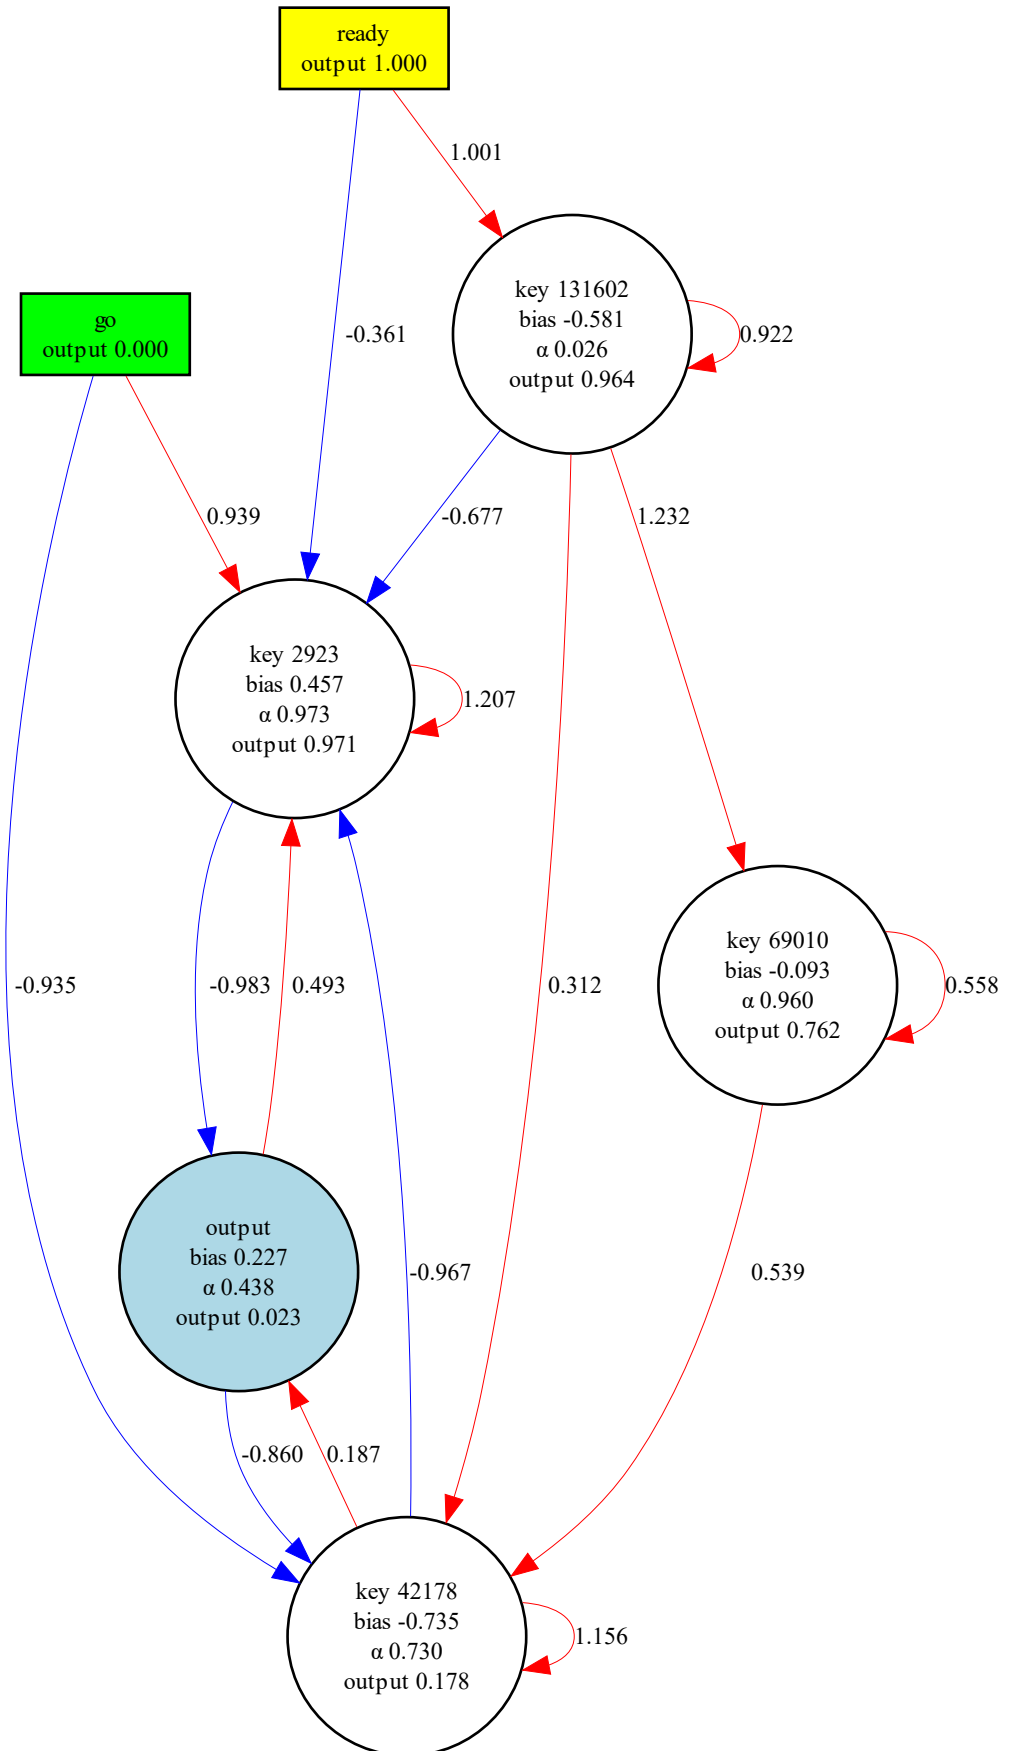 ready
output 1.000
1.001
go
output 0.000
-0.361
key 131602
bias -0.581
α 0.026
output 0.964
0.922
0.939
-0.677
1.232
key 2923
bias 0.457
α 0.973
output 0.971
1.207
key 69010
bias -0.093
α 0.960
output 0.762
-0.935
-0.983
0.493
0.312
0.558
output
bias 0.227
α 0.438
output 0.023
-0.967
0.539
-0.860
0.187
key 42178
bias -0.735
α 0.730
output 0.178
1.156